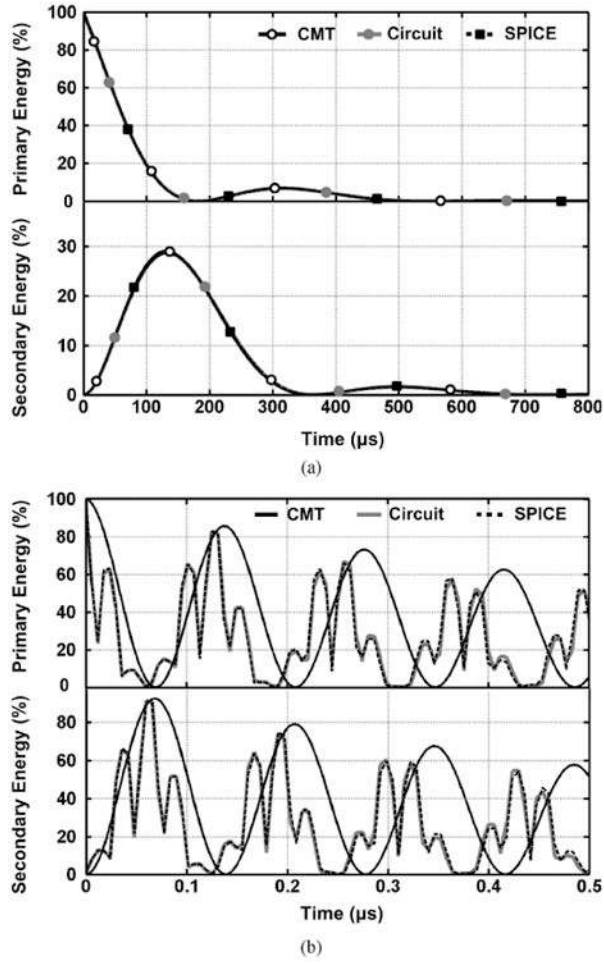 100
80
60
40
20
0
Primary Energy (%)
CMT Circuit SPICE
30
20
10
0
Secondary Energy (%)
0 100 200 300 400 500 600 700 800
Time (µs)
(a)
100
80
60
40
20
0
Primary Energy (%)
CMT Circuit SPICE
80
60
40
20
0
Secondary Energy (%)
0 0.1 0.2 0.3 0.4 0.5
Time (µs)
(b)